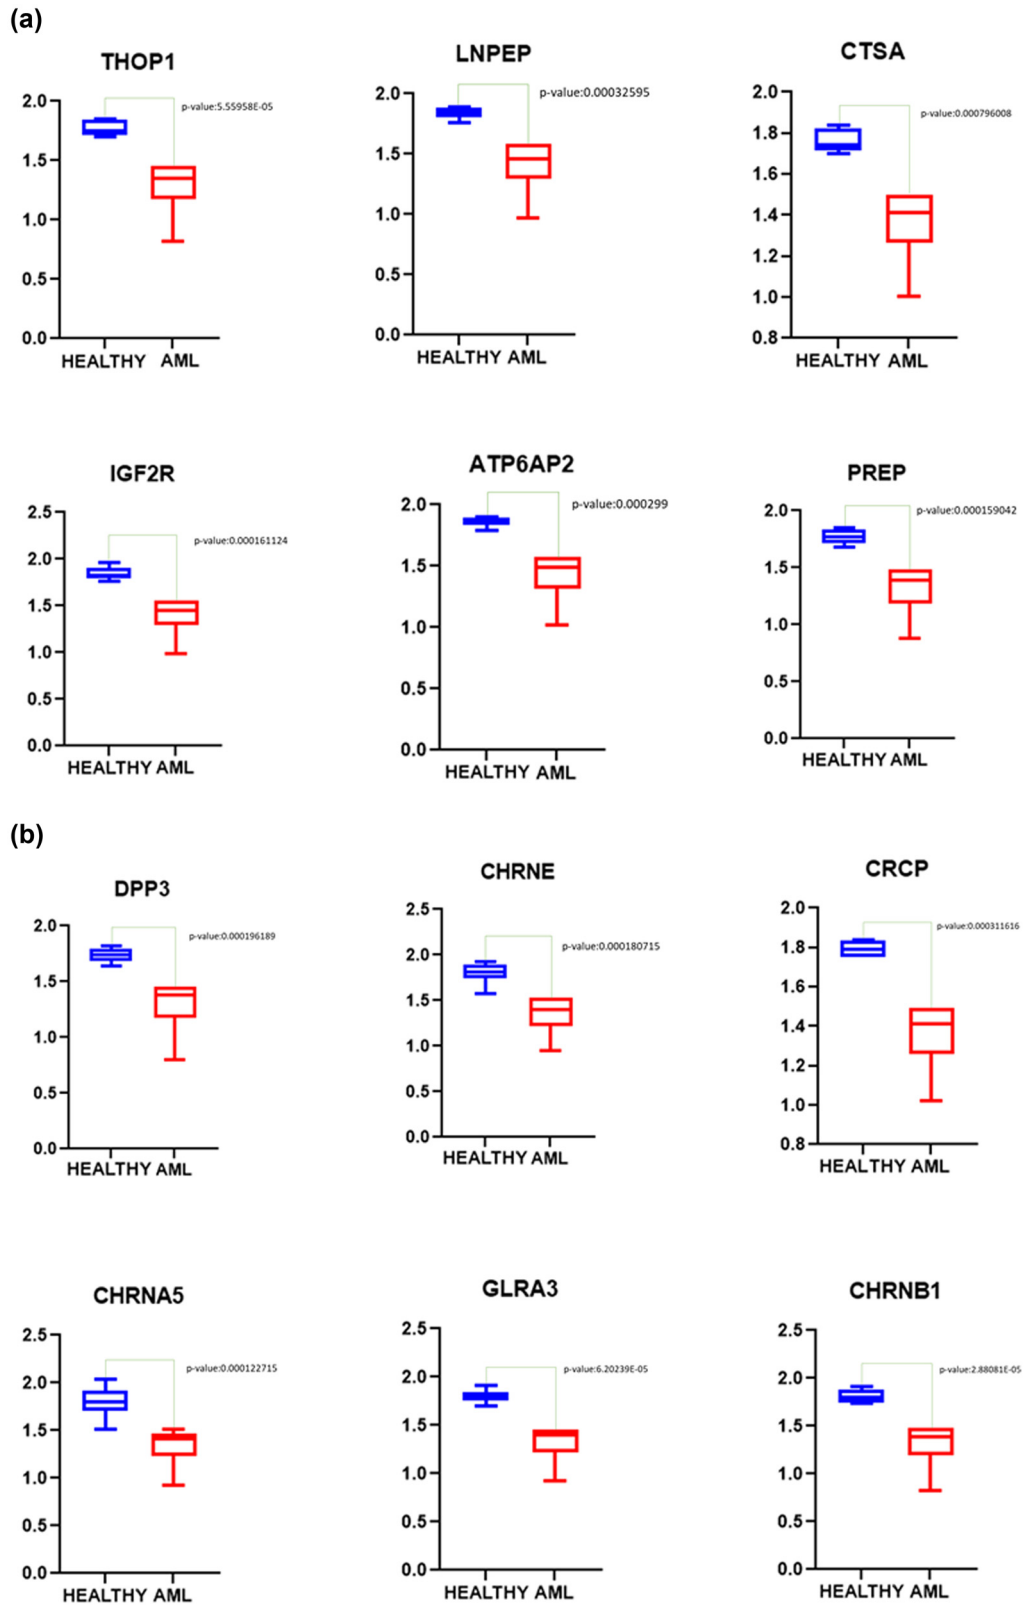 (a)
THOP1
p-value:5.55958E-05
2.0
1.5
1.0
0.5
0.0
HEALTHY AML
LNPEP
p-value:0.00032595
2.0
1.5
1.0
0.5
0.0
HEALTHY AML
CTSA
p-value:0.000796008
2.0
1.8
1.6
1.4
1.2
1.0
0.8
HEALTHY AML
IGF2R
p-value:0.000161124
2.5
2.0
1.5
1.0
0.5
0.0
HEALTHY AML
ATP6AP2
p-value:0.000299
2.0
1.5
1.0
0.5
0.0
HEALTHY AML
PREP
p-value:0.000159042
2.0
1.5
1.0
0.5
0.0
HEALTHY AML
(b)
DPP3
p-value:0.000196189
2.0
1.5
1.0
0.5
0.0
HEALTHY AML
CHRNE
p-value:0.000180715
2.5
2.0
1.5
1.0
0.5
0.0
HEALTHY AML
CRCP
p-value:0.000311616
2.0
1.8
1.6
1.4
1.2
1.0
0.8
HEALTHY AML
CHRNA5
p-value:0.000122715
2.5
2.0
1.5
1.0
0.5
0.0
HEALTHY AML
GLRA3
p-value:6.20239E-05
2.5
2.0
1.5
1.0
0.5
0.0
HEALTHY AML
CHRNB1
p-value:2.88081E-05
2.5
2.0
1.5
1.0
0.5
0.0
HEALTHY AML